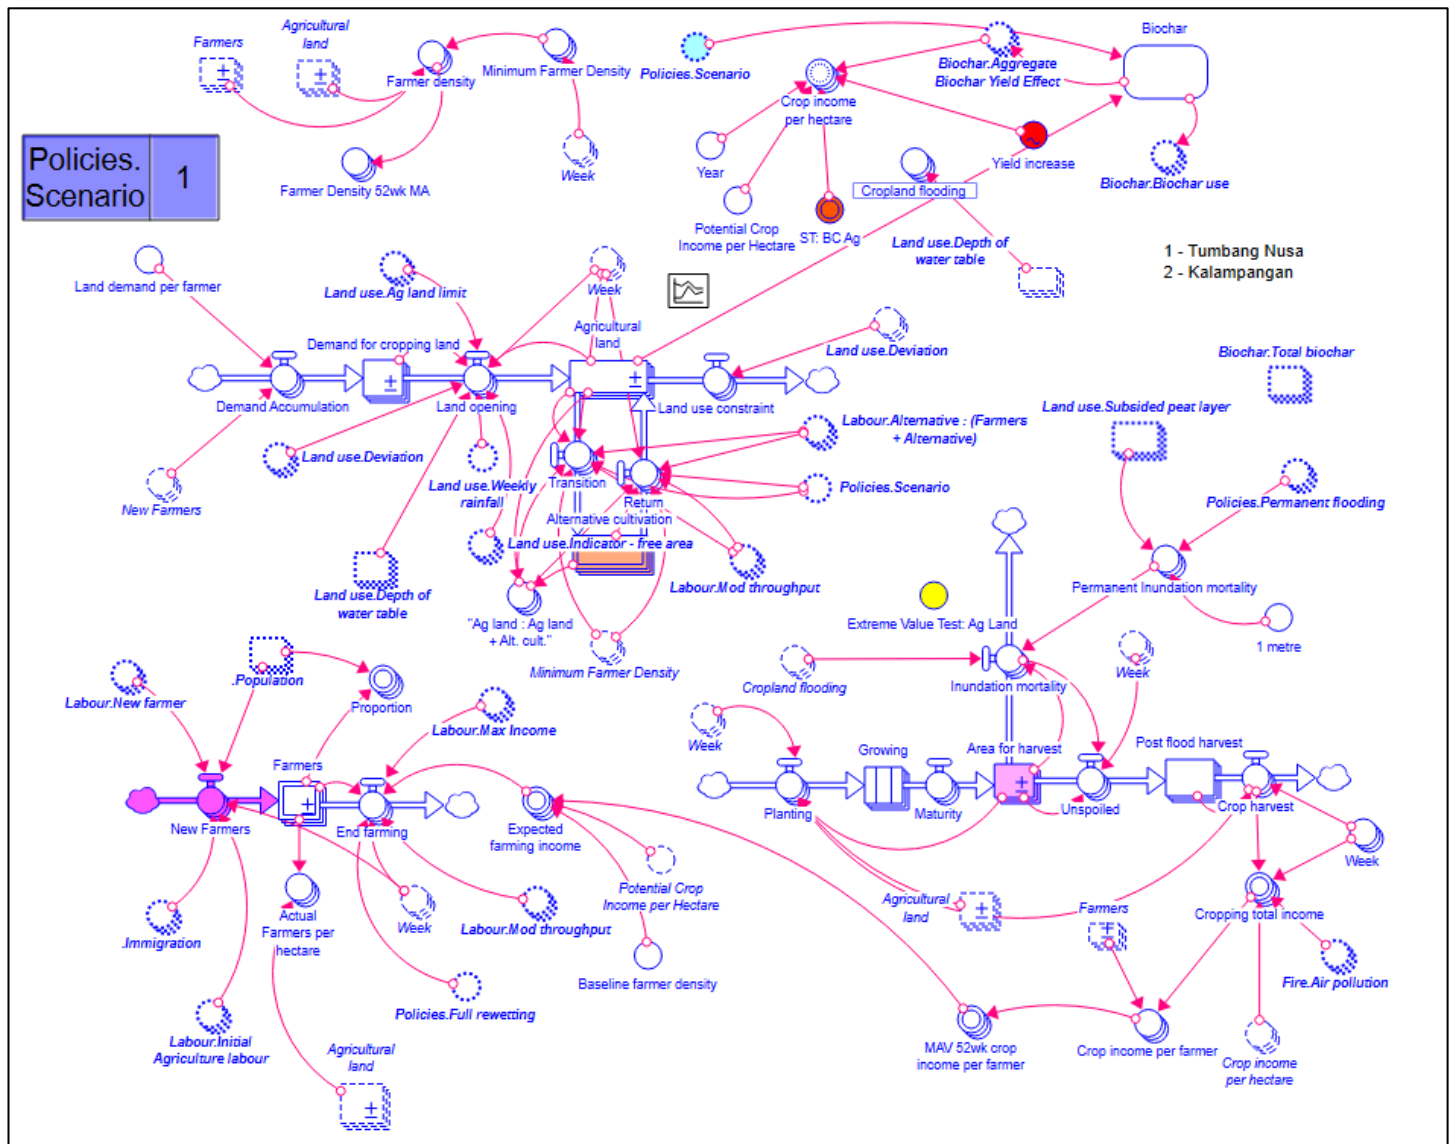 Farmers
Agricultural
land
Farmer density
Minimum Farmer Density
Farmer Density 52wk MA
Week
Policies.Scenario
Biochar.Aggregate
Biochar Yield Effect
Biochar
Crop income
per hectare
Year
Yield increase
Potential Crop
Income per Hectare
ST: BC Ag
Cropland flooding
Biochar.Biochar use
Land use.Depth of
water table
1 - Tumbang Nusa
2 - Kalampangan
Policies.
Scenario
1
Land demand per farmer
Land use.Ag land limit
Week
Agricultural
land
Demand for cropping land
Land use.Deviation
Biochar.Total biochar
Demand Accumulation
Land opening
Land use constraint
Land use.Subsided peat layer
Labour.Alternative : (Farmers
+ Alternative)
Land use.Deviation
Land use.Weekly
rainfall
Transition
Return
Policies.Scenario
Policies.Permanent flooding
New Farmers
Alternative cultivation
Land use.Indicator - free area
Labour.Mod throughput
Land use.Depth of
water table
"Ag land : Ag land
+ Alt. cult."
Minimum Farmer Density
Extreme Value Test: Ag Land
Permanent Inundation mortality
1 metre
Labour.New farmer
.Population
Proportion
Labour.Max Income
Cropland flooding
Inundation mortality
Week
Week
Farmers
New Farmers
End farming
Expected
farming income
Growing
Area for harvest
Post flood harvest
Planting
Maturity
Unspoiled
Crop harvest
Week
Potential Crop
Income per Hectare
.Immigration
Actual
Farmers per
hectare
Week
Labour.Mod throughput
Baseline farmer density
Agricultural
land
Farmers
Cropping total income
Fire.Air pollution
Policies.Full rewetting
Labour.Initial
Agriculture labour
Agricultural
land
MAV 52wk crop
income per farmer
Crop income per farmer
Crop income
per hectare